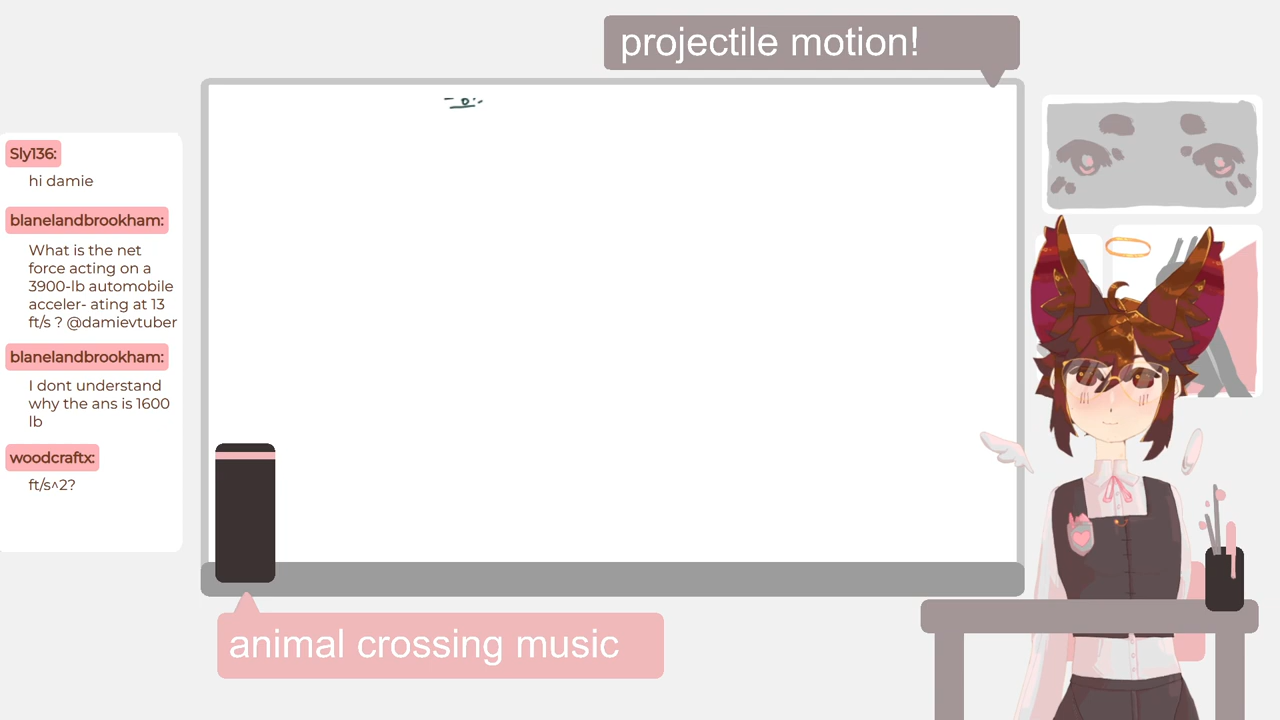 projectile motion!
Sly136:
hi damie
blanelandbrookham:
What is the net
force acting on a
3900-lb automobile
acceler- ating at 13
ft/s ? @damievtuber
blanelandbrookham:
I dont understand
why the ans is 1600
lb
woodcraftx:
ft/s^2?
animal crossing music